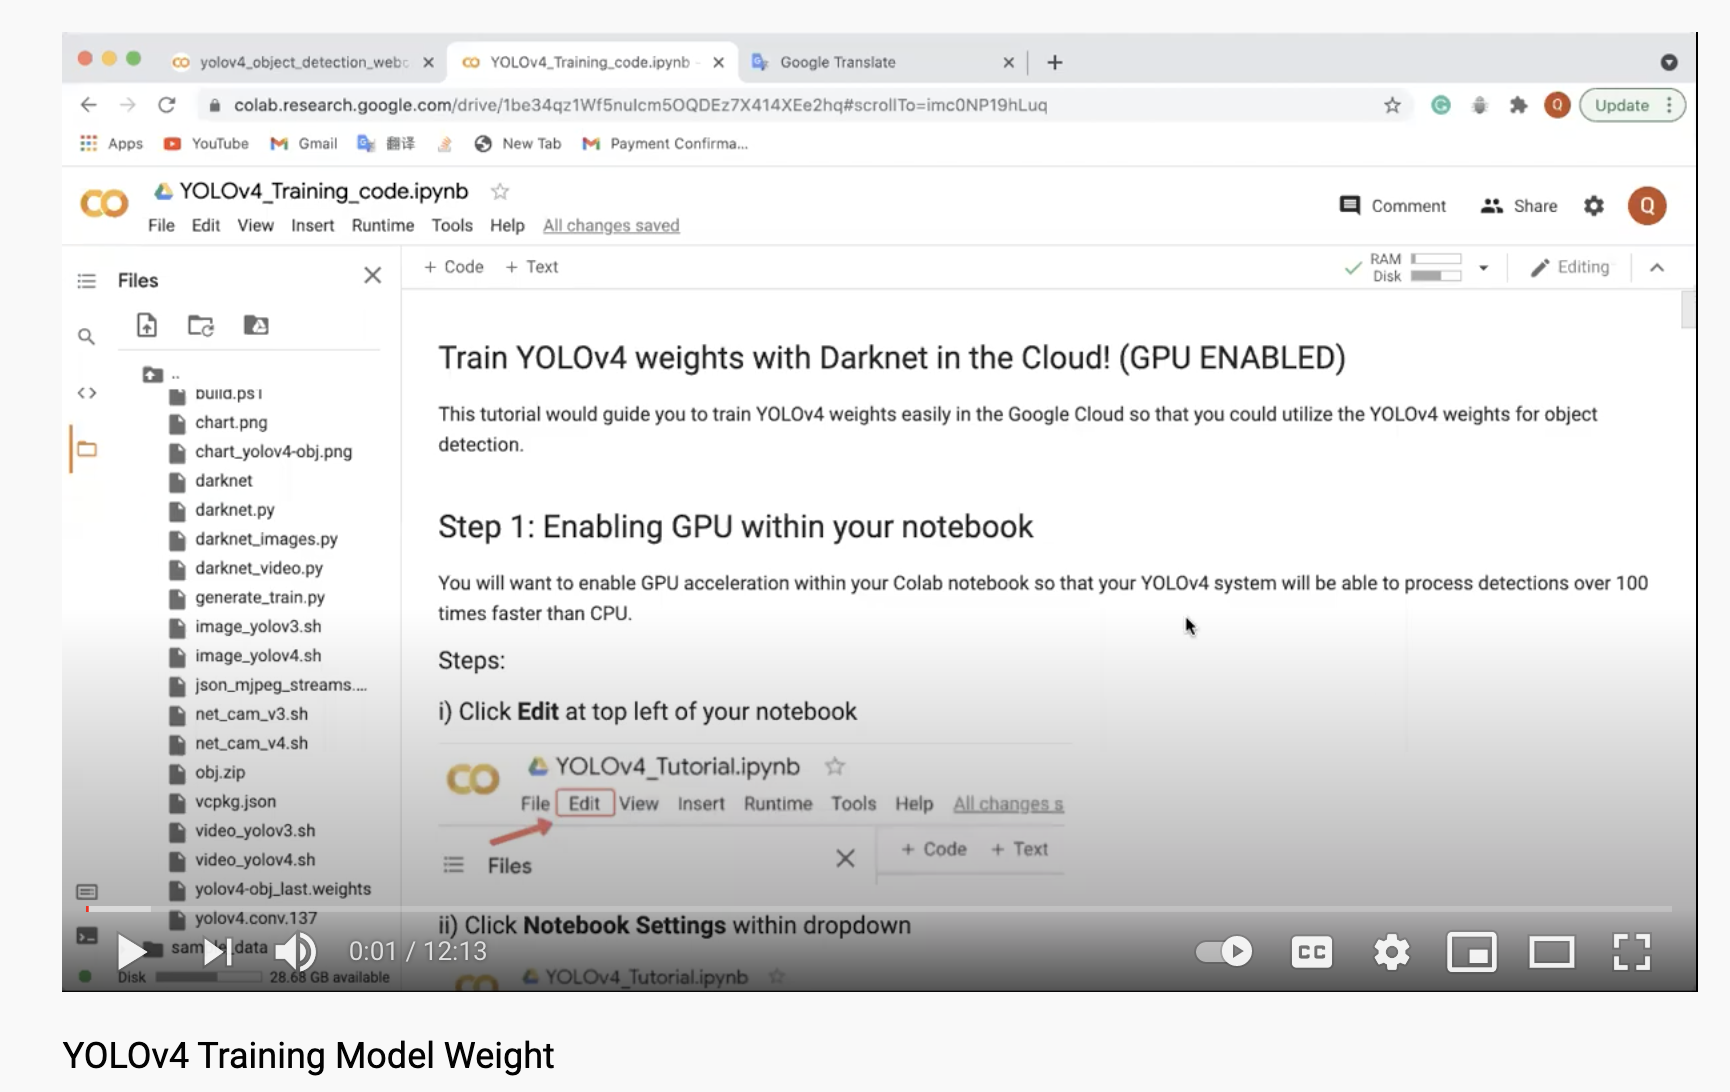 yolov4_object_detection_webc
YOLOv4_Training_code.ipynb -
Google Translate
colab.research.google.com/drive/1be34qz1Wf5nulcm5OQDEz7X414XEe2hq#scrollTo=imc0NP19hLuq
Q
Update
Apps
YouTube
Gmail
翻译
New Tab
Payment Confirma...
YOLOv4_Training_code.ipynb
Comment
Share
Q
File Edit View Insert Runtime Tools Help All changes saved
Files
+ Code + Text
RAM
Disk
Editing
..
build.ps1
chart.png
chart_yolov4-obj.png
darknet
darknet.py
darknet_images.py
darknet_video.py
generate_train.py
image_yolov3.sh
image_yolov4.sh
json_mjpeg_streams....
net_cam_v3.sh
net_cam_v4.sh
obj.zip
vcpkg.json
video_yolov3.sh
video_yolov4.sh
yolov4-obj_last.weights
yolov4.conv.137
sample_data
Disk
28.68 GB available
Train YOLOv4 weights with Darknet in the Cloud! (GPU ENABLED)
This tutorial would guide you to train YOLOv4 weights easily in the Google Cloud so that you could utilize the YOLOv4 weights for object
detection.
Step 1: Enabling GPU within your notebook
You will want to enable GPU acceleration within your Colab notebook so that your YOLOv4 system will be able to process detections over 100
times faster than CPU.
Steps:
i) Click Edit at top left of your notebook
YOLOv4_Tutorial.ipynb
File Edit View Insert Runtime Tools Help All changes s
Files
+ Code + Text
ii) Click Notebook Settings within dropdown
YOLOv4_Tutorial.ipynb
0:01 / 12:13
CC
YOLOv4 Training Model Weight